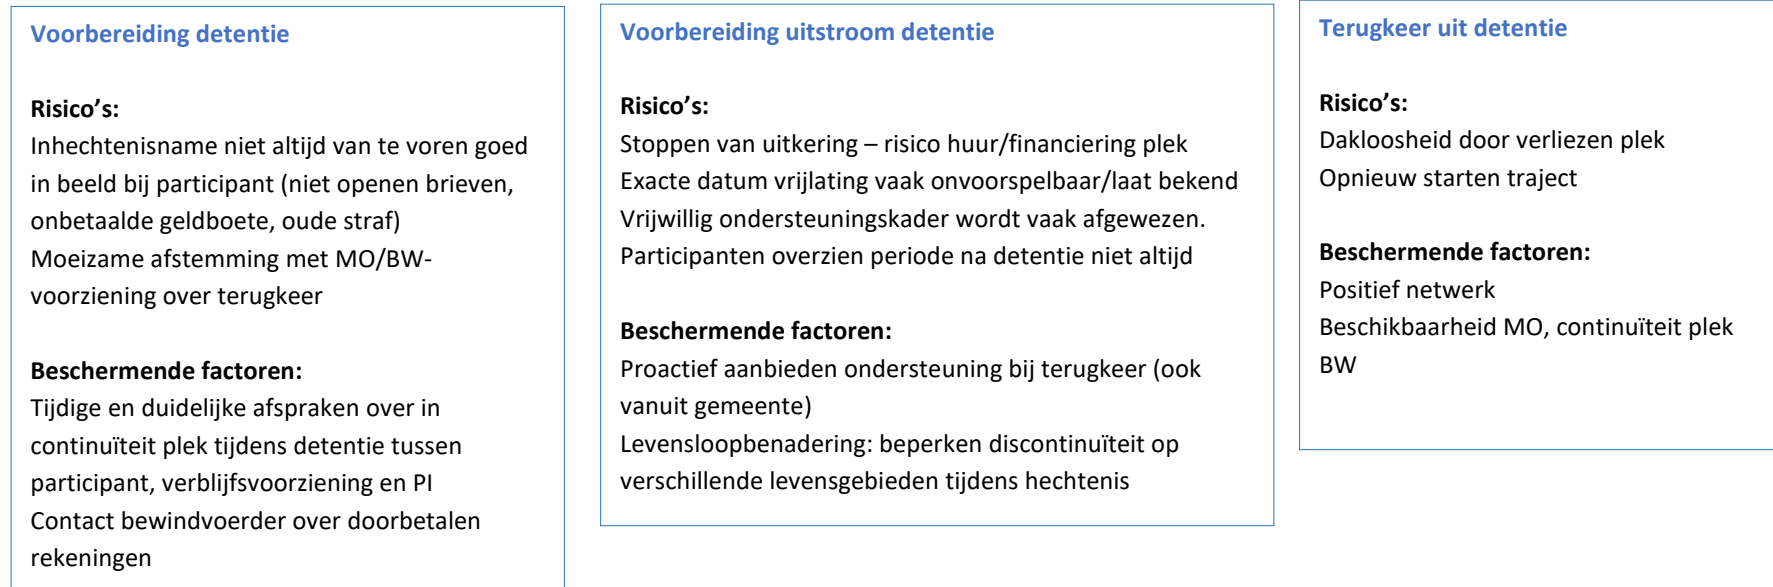 Voorbereiding detentie
Risico’s:
Inhechtenisname niet altijd van te voren goed
in beeld bij participant (niet openen brieven,
onbetaalde geldboete, oude straf)
Moeizame afstemming met MO/BW-
voorziening over terugkeer
Beschermende factoren:
Tijdige en duidelijke afspraken over in
continuïteit plek tijdens detentie tussen
participant, verblijfsvoorziening en PI
Contact bewindvoerder over doorbetalen
rekeningen
Voorbereiding uitstroom detentie
Risico’s:
Stoppen van uitkering – risico huur/financiering plek
Exacte datum vrijlating vaak onvoorspelbaar/laat bekend
Vrijwillig ondersteuningskader wordt vaak afgewezen.
Participanten overzien periode na detentie niet altijd
Beschermende factoren:
Proactief aanbieden ondersteuning bij terugkeer (ook
vanuit gemeente)
Levensloopbenadering: beperken discontinuïteit op
verschillende levensgebieden tijdens hechtenis
Terugkeer uit detentie
Risico’s:
Dakloosheid door verliezen plek
Opnieuw starten traject
Beschermende factoren:
Positief netwerk
Beschikbaarheid MO, continuïteit plek
BW